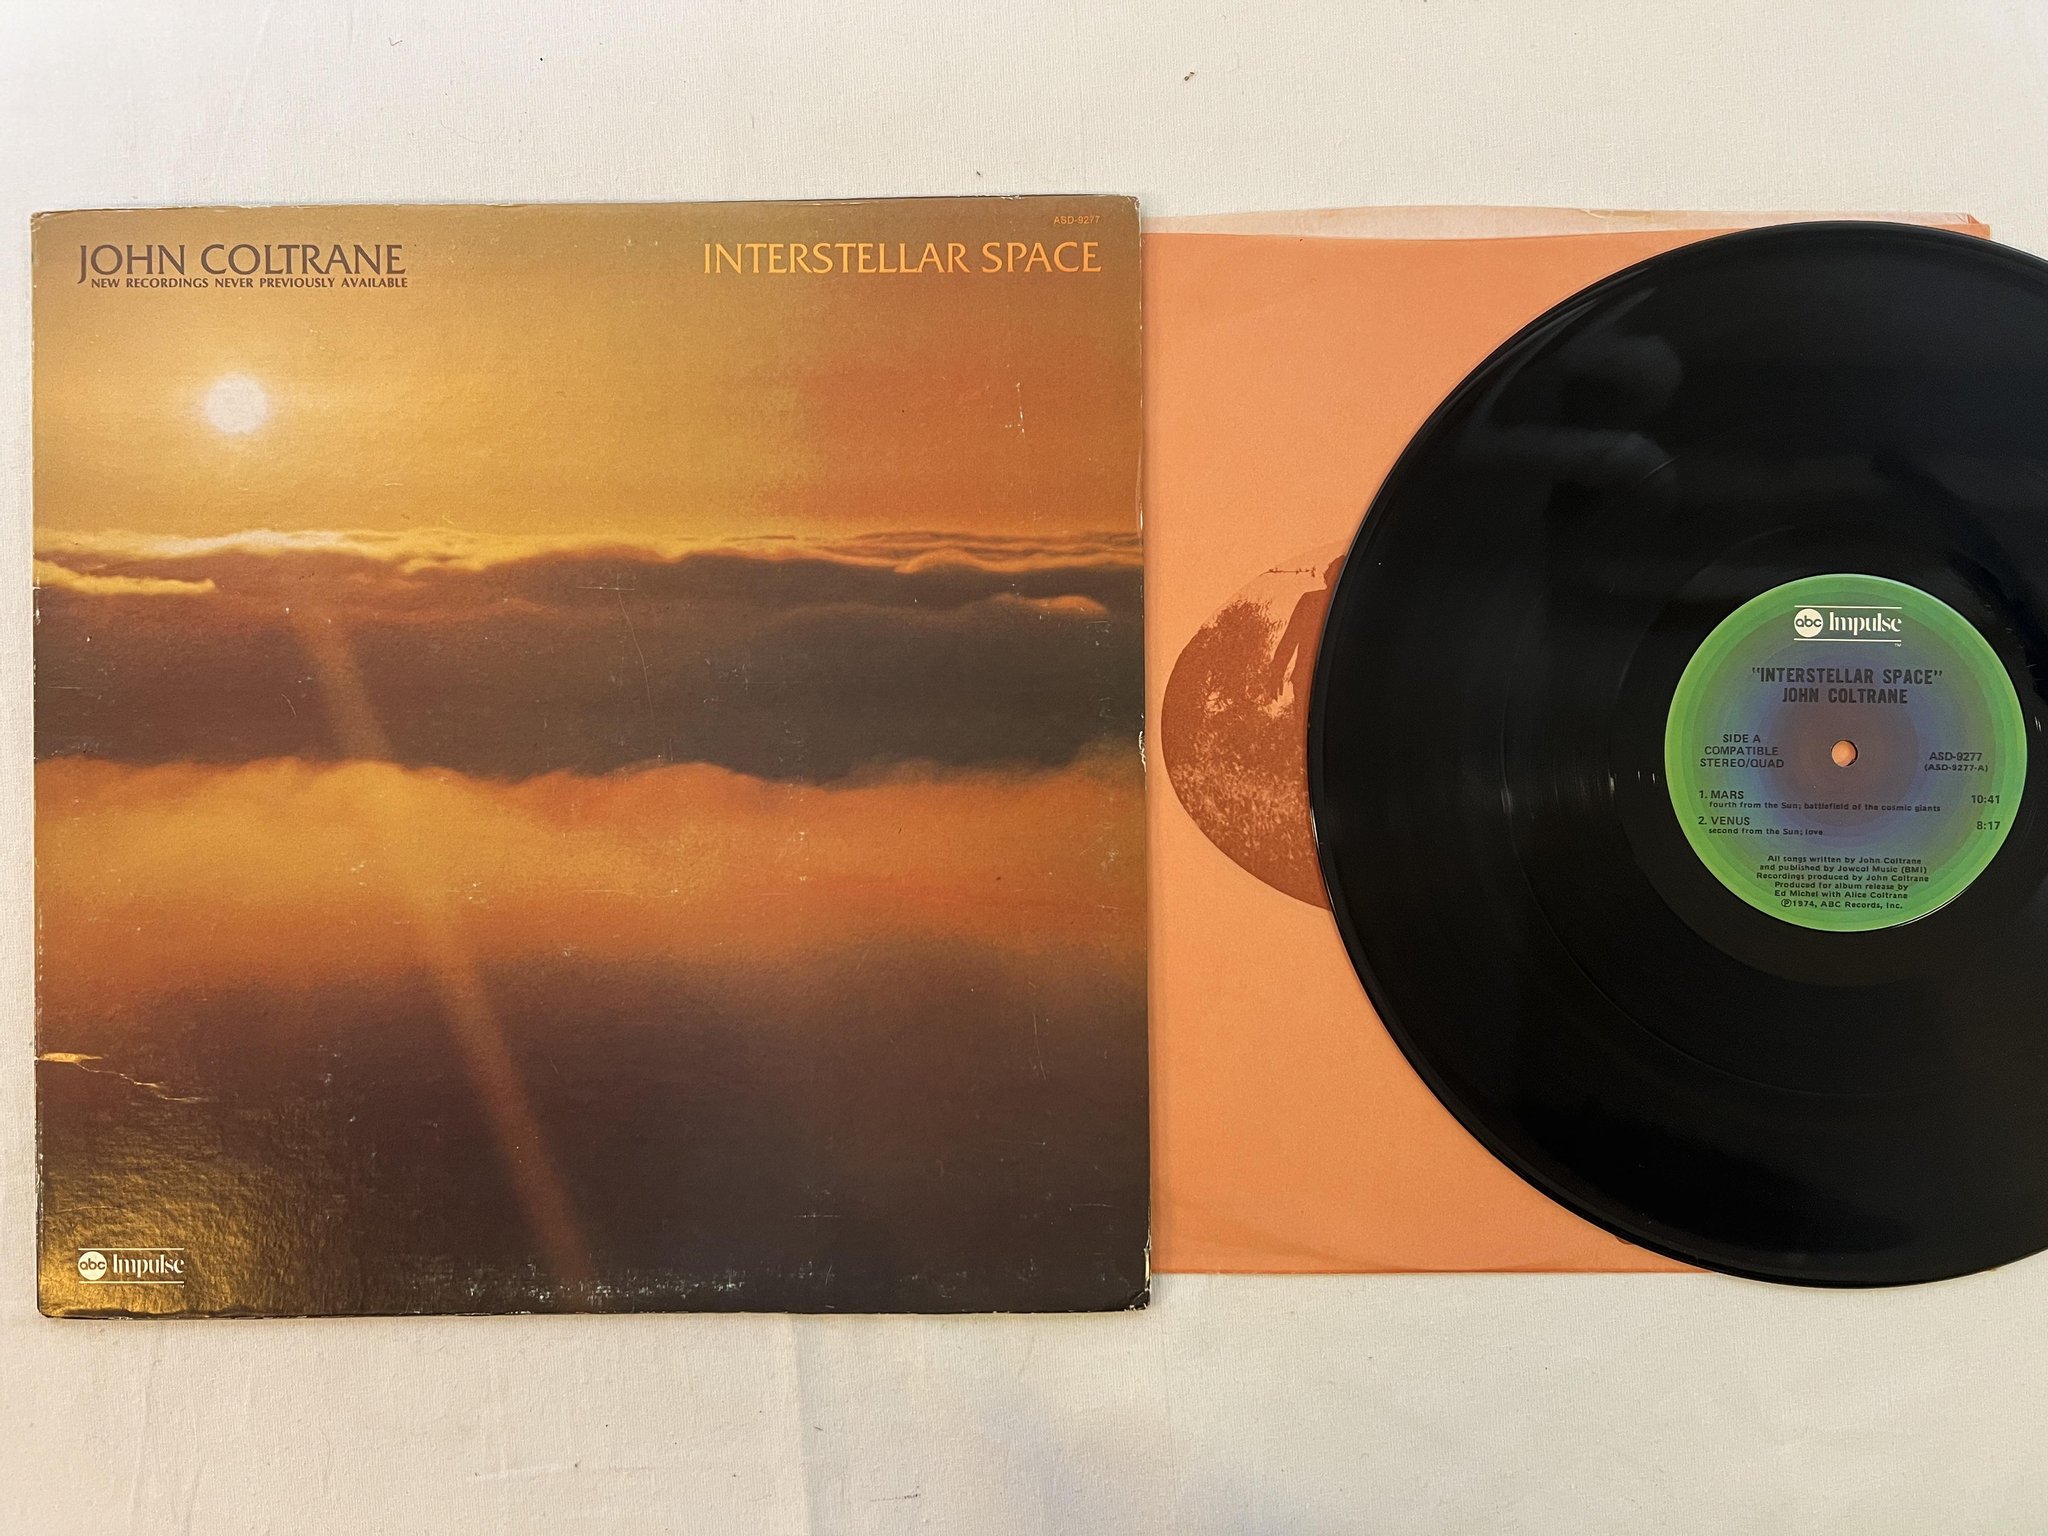 ASD-9277
JOHN COLTRANE
NEW RECORDINGS NEVER PREVIOUSLY AVAILABLE
INTERSTELLAR SPACE
abc Impulse
abc Impulse
TM
"INTERSTELLAR SPACE"
JOHN COLTRANE
SIDE A
COMPATIBLE
STEREO/QUAD
ASD-9277
(ASD-9277-A)
1. MARS 10:41
fourth from the Sun; battlefield of the cosmic giants
2. VENUS 8:17
second from the Sun; love
All songs written by John Coltrane
and published by Jowcol Music (BMI)
Recordings produced by John Coltrane
Produced for album release by
Ed Michel with Alice Coltrane
℗1974, ABC Records, Inc.